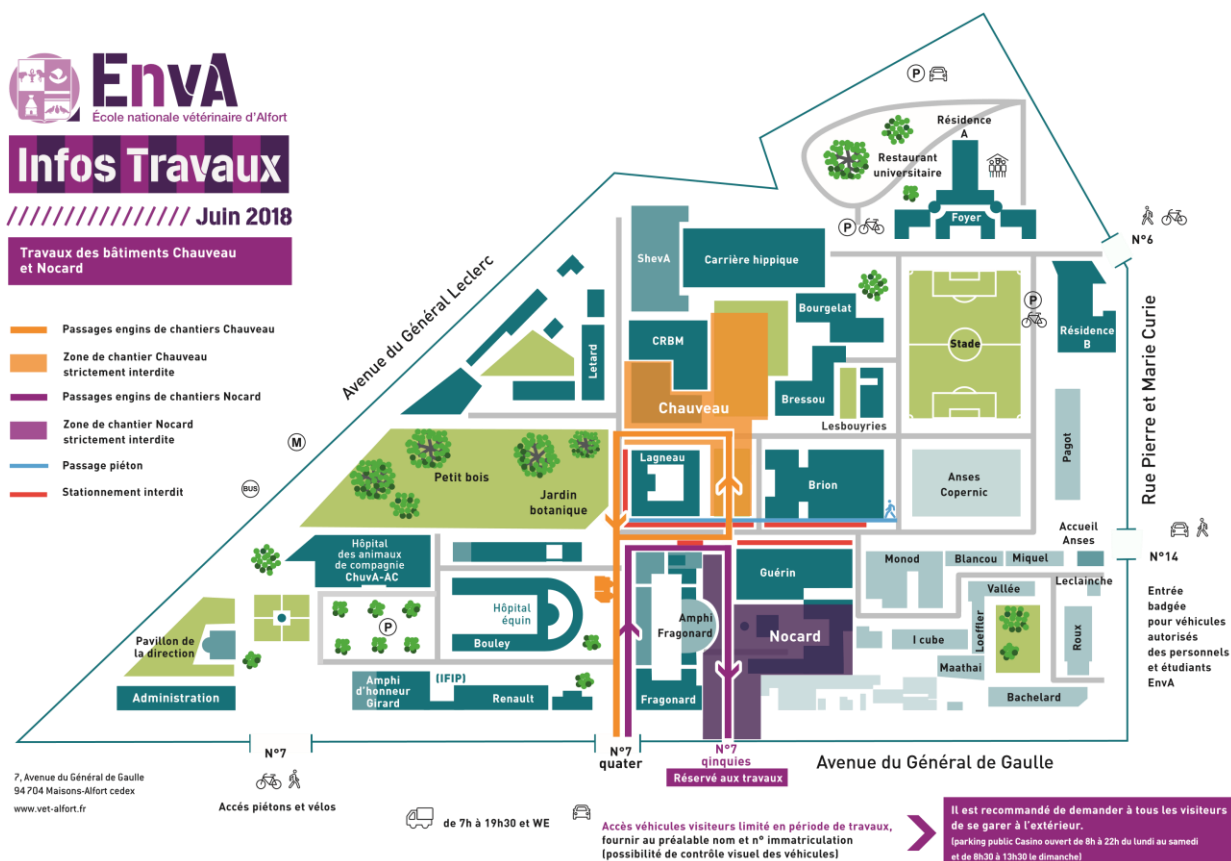 EnvA
École nationale vétérinaire d'Alfort
Infos Travaux
/////////////// Juin 2018
Travaux des bâtiments Chauveau
et Nocard
Passages engins de chantiers Chauveau
Zone de chantier Chauveau
strictement interdite
Passages engins de chantiers Nocard
Zone de chantier Nocard
strictement interdite
Passage piéton
Stationnement interdit
Avenue du Général Leclerc
M
BUS
P
Résidence
A
Restaurant
universitaire
P
Foyer
N°6
ShevA
Carrière hippique
Bourgelat
CRBM
Letard
Chauveau
Bressou
Lesbouyries
Stade
P
Résidence
B
Rue Pierre et Marie Curie
Pagot
Petit bois
Jardin
botanique
Lagneau
Brion
Anses
Copernic
Accueil
Anses
N°14
Hôpital
des animaux
de compagnie
ChuvA-AC
Hôpital
équin
Bouley
P
Pavillon de
la direction
Administration
Amphi
d'honneur
Girard
(IFIP)
Renault
Amphi
Fragonard
Fragonard
Guérin
Nocard
Monod
Blancou
Miquel
Leclainche
Vallée
Loeffler
I cube
Maathai
Roux
Bachelard
Entrée
badgée
pour véhicules
autorisés
des personnels
et étudiants
EnvA
N°7
N°7
quater
N°7
qinquies
Réservé aux travaux
Avenue du Général de Gaulle
7, Avenue du Général de Gaulle
94 704 Maisons-Alfort cedex
www.vet-alfort.fr
Accés piétons et vélos
de 7h à 19h30 et WE
Accès véhicules visiteurs limité en période de travaux,
fournir au préalable nom et n° immatriculation
(possibilité de contrôle visuel des véhicules)
Il est recommandé de demander à tous les visiteurs
de se garer à l'extérieur.
(parking public Casino ouvert de 8h à 22h du lundi au samedi
et de 8h30 à 13h30 le dimanche)